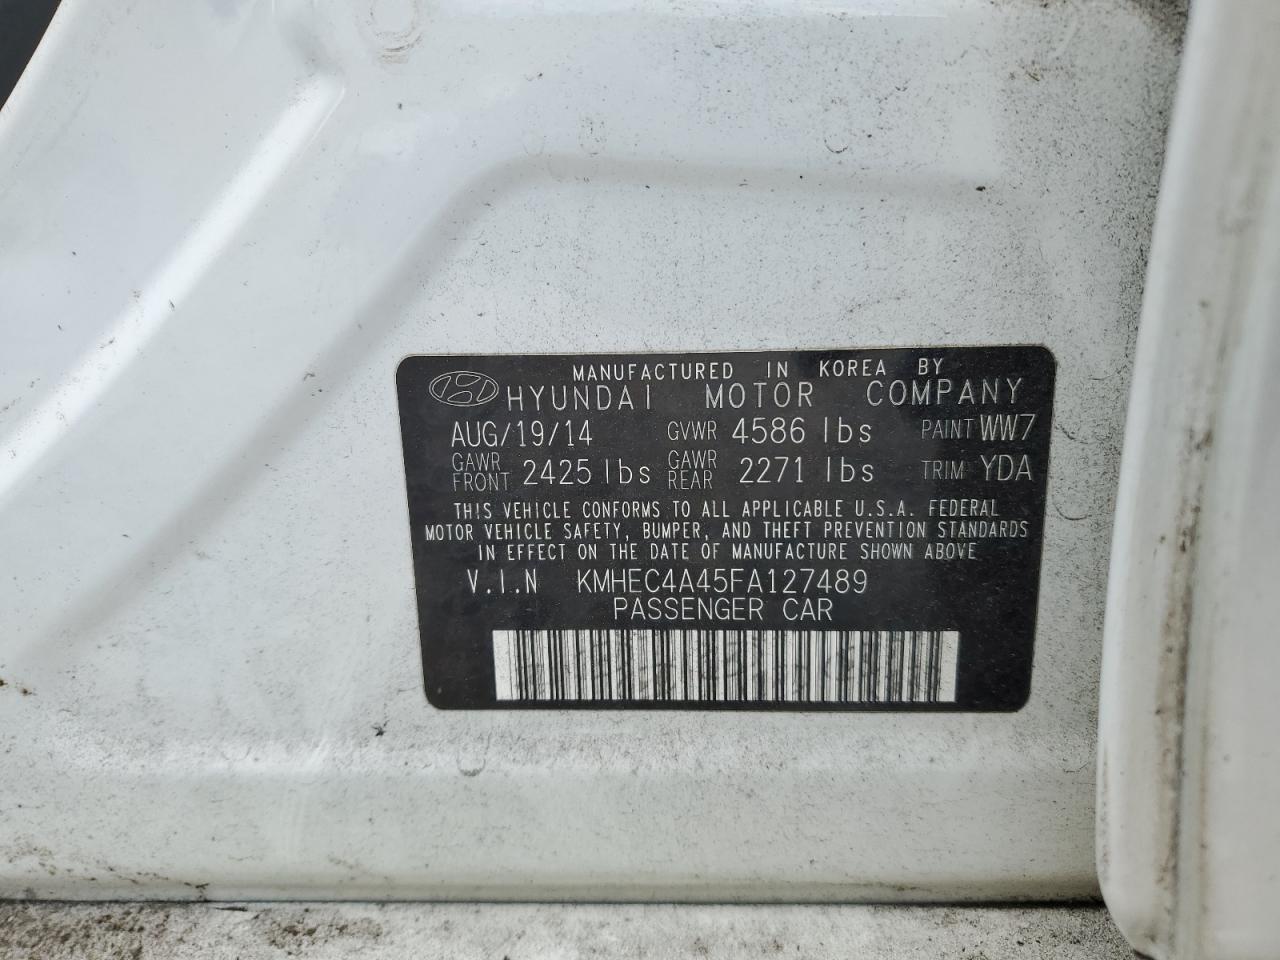 MANUFACTURED IN KOREA BY
HYUNDAI MOTOR COMPANY
AUG/19/14 GVWR 4586 lbs PAINT WW7
GAWR FRONT 2425 lbs GAWR REAR 2271 lbs TRIM YDA
THIS VEHICLE CONFORMS TO ALL APPLICABLE U.S.A. FEDERAL
MOTOR VEHICLE SAFETY, BUMPER, AND THEFT PREVENTION STANDARDS
IN EFFECT ON THE DATE OF MANUFACTURE SHOWN ABOVE
V.I.N KMHEC4A45FA127489
PASSENGER CAR